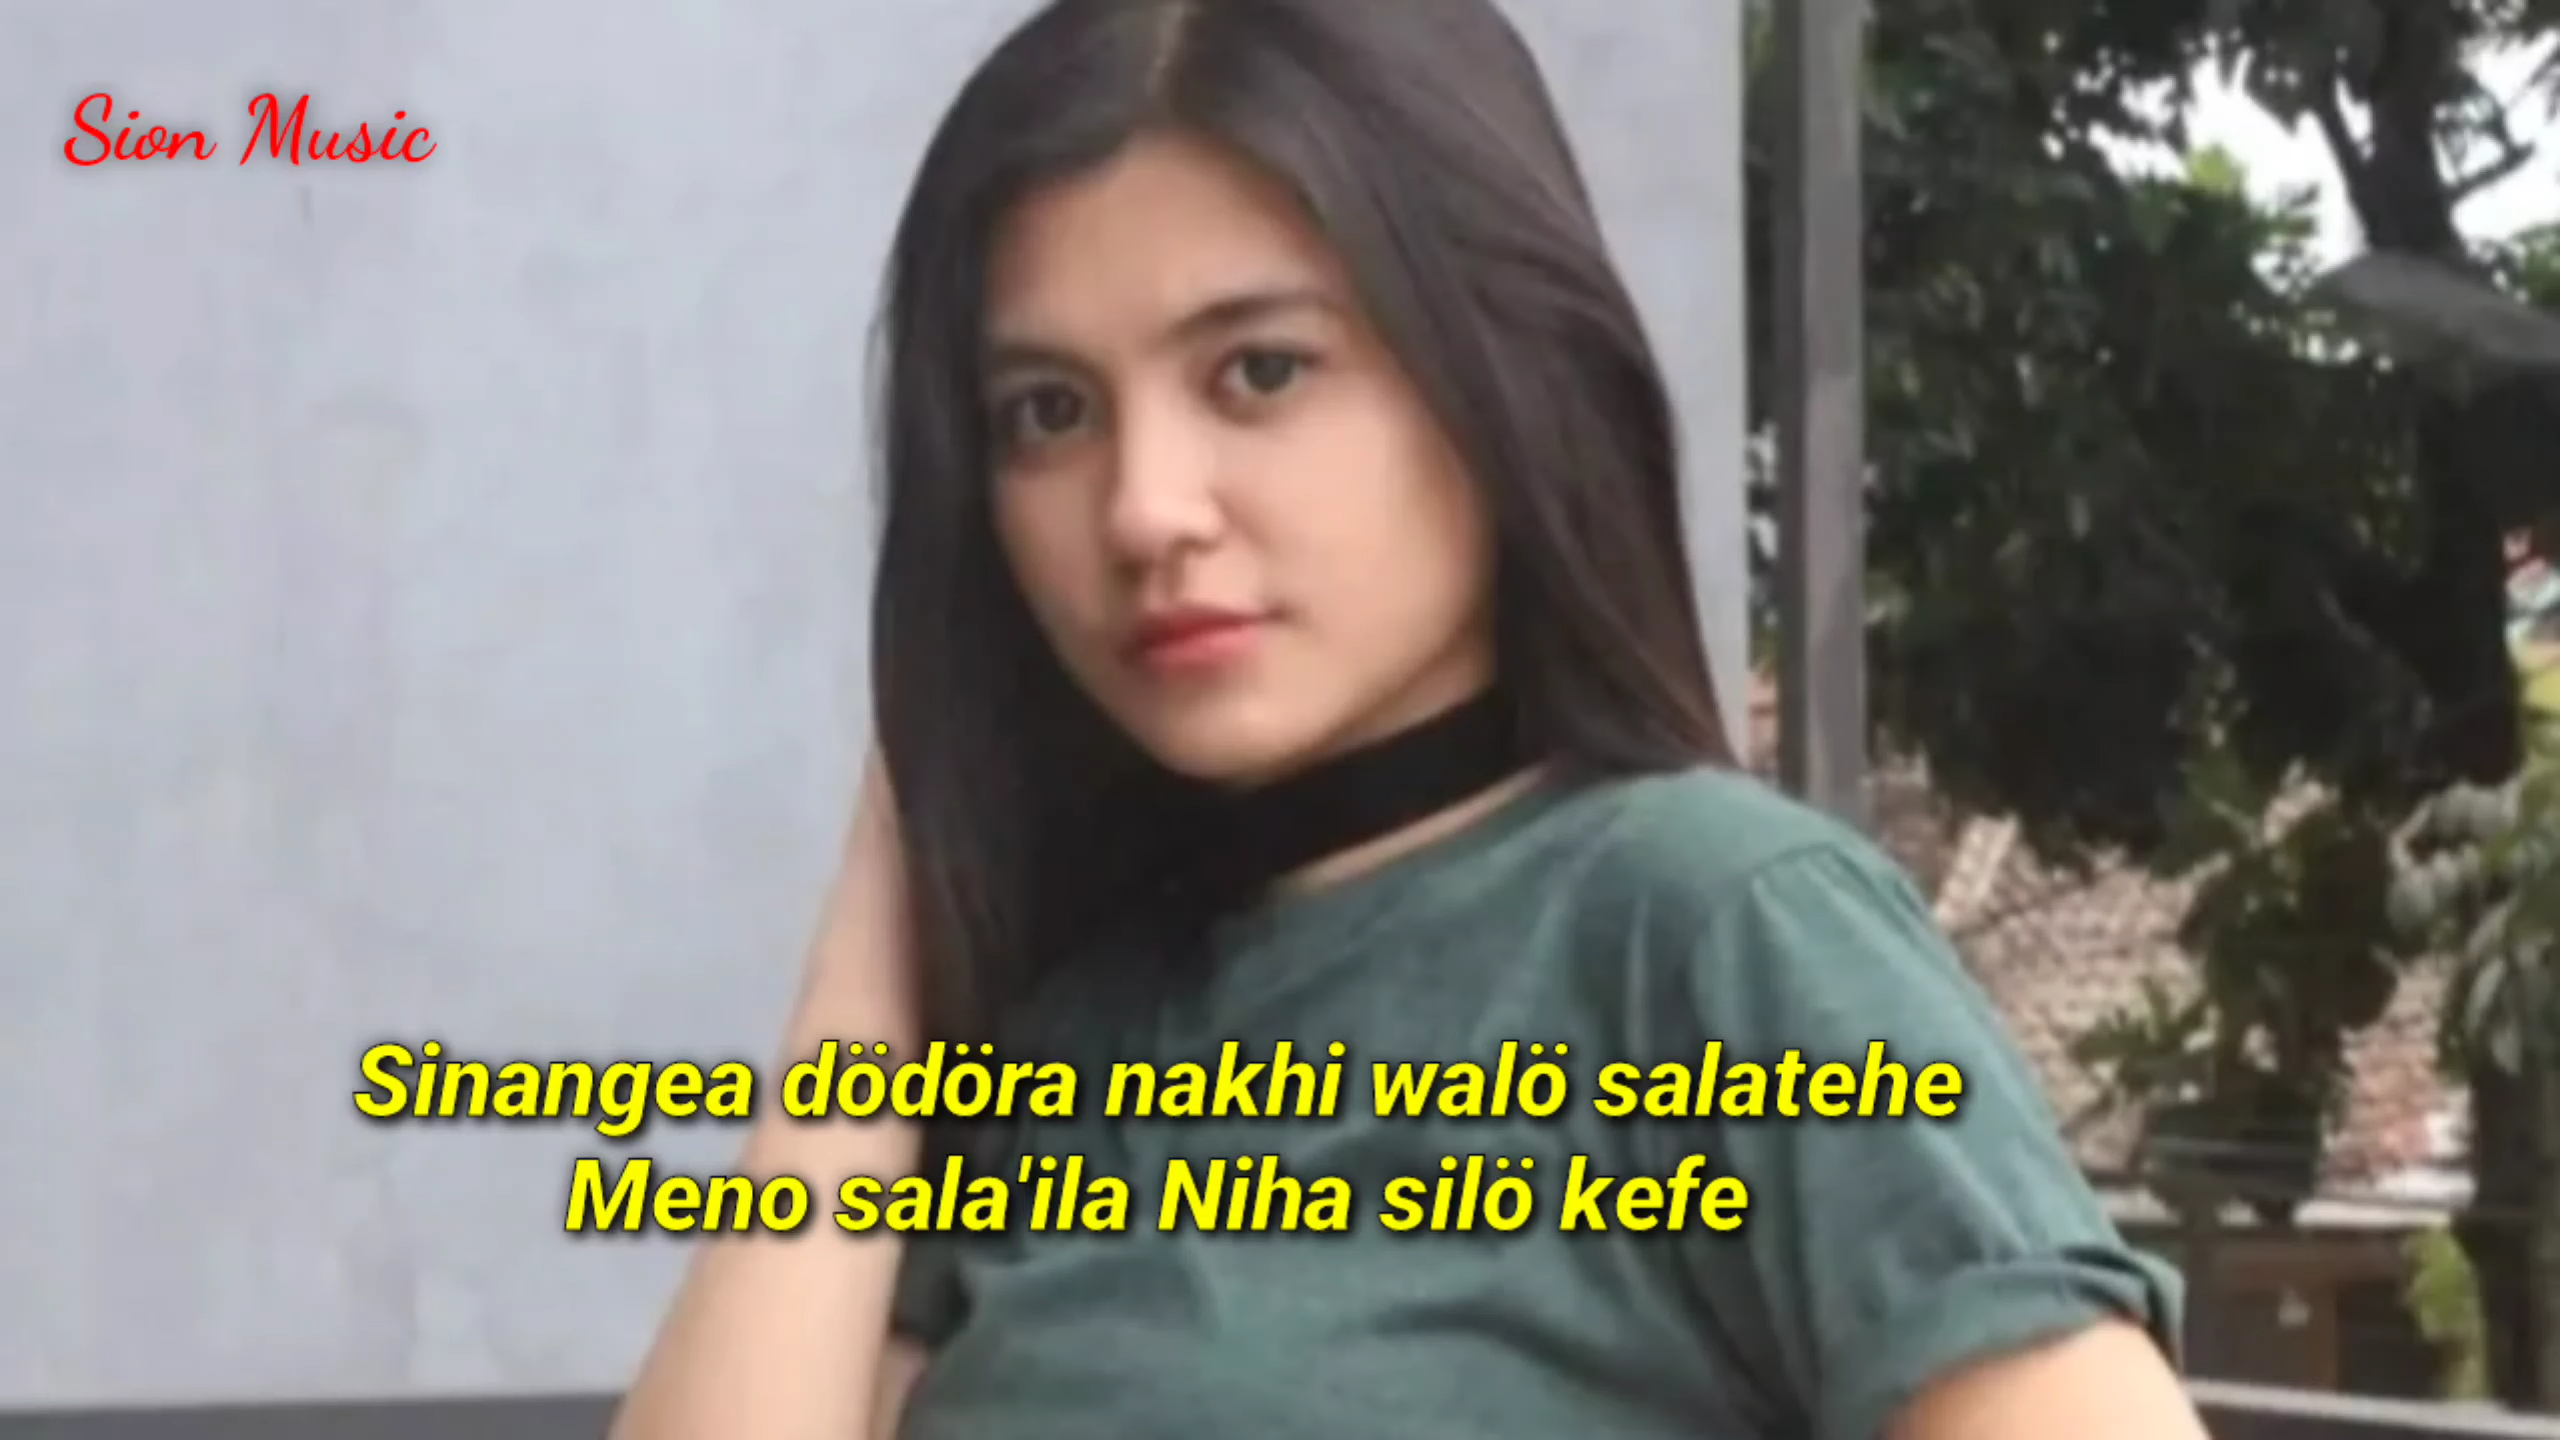 Sion Music
Sinangea dödöra nakhi walö salatehe
Meno sala'ila Niha silö kefe